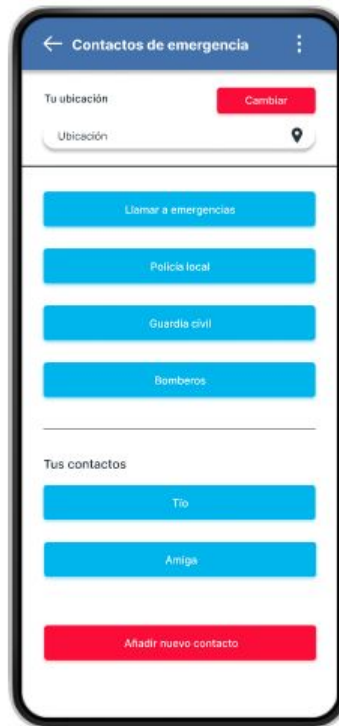 Contactos de emergencia
Tu ubicación
Cambiar
Ubicación
Llamar a emergencias
Policía local
Guardia civil
Bomberos
Tus contactos
Tío
Amiga
Añadir nuevo contacto